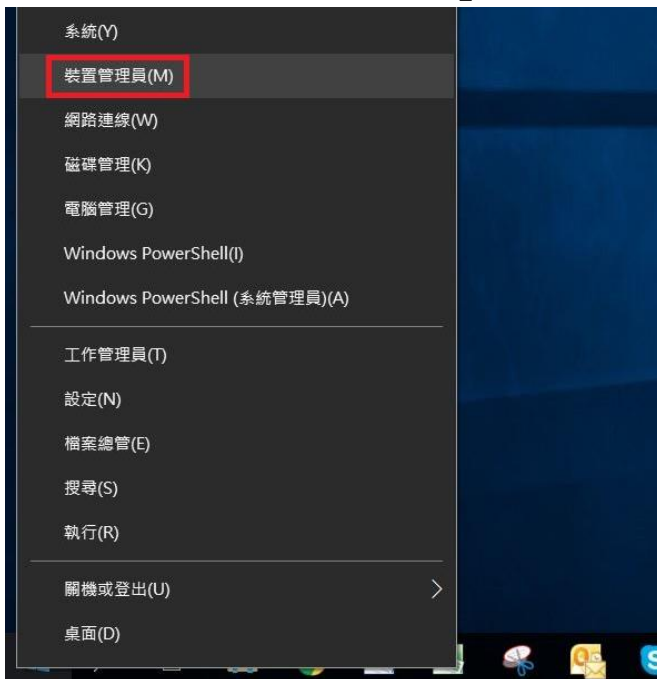 系統(Y)
裝置管理員(M)
網路連線(W)
磁碟管理(K)
電腦管理(G)
Windows PowerShell(I)
Windows PowerShell (系統管理員)(A)
工作管理員(T)
設定(N)
檔案總管(E)
搜尋(S)
執行(R)
關機或登出(U)
桌面(D)